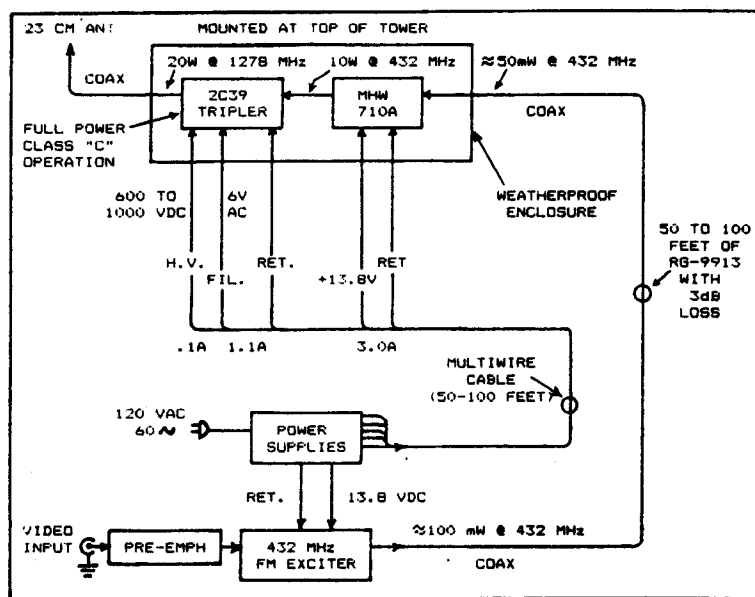 23 CM ANT
MOUNTED AT TOP OF TOWER
20W @ 1278 MHz
10W @ 432 MHz
≈50mW @ 432 MHz
COAX
2C39
TRIPLER
MHW
710A
COAX
FULL POWER
CLASS "C"
OPERATION
WEATHERPROOF
ENCLOSURE
600 TO
1000 VDC
6V
AC
50 TO 100
FEET OF
RG-9913
WITH
3dB
LOSS
H.V.
FIL.
RET.
+13.8V
RET
.1A
1.1A
3.0A
MULTIWIRE
CABLE
(50-100 FEET)
120 VAC
60 ~
POWER
SUPPLIES
RET.
13.8 VDC
VIDEO
INPUT
PRE-EMPH
432 MHz
FM EXCITER
≈100 mW @ 432 MHz
COAX